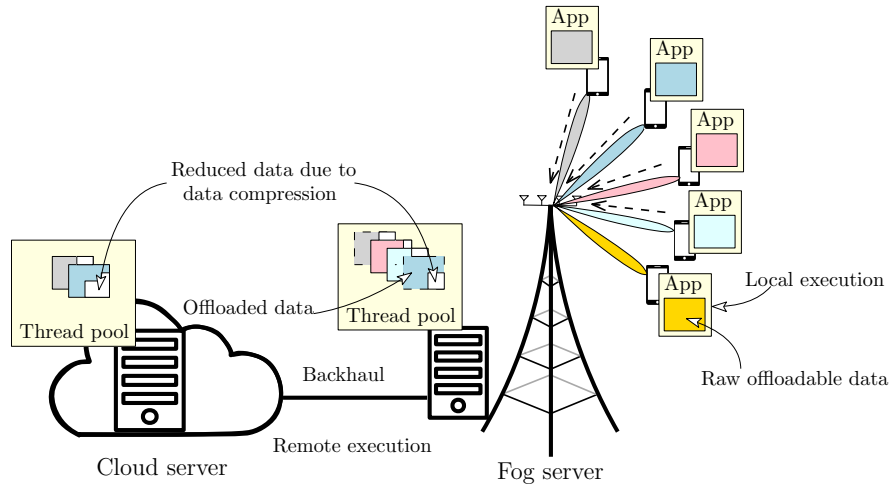 App
App
App
App
App
Reduced data due to
data compression
Offloaded data
Thread pool
Thread pool
Local execution
Raw offloadable data
Backhaul
Remote execution
Cloud server
Fog server